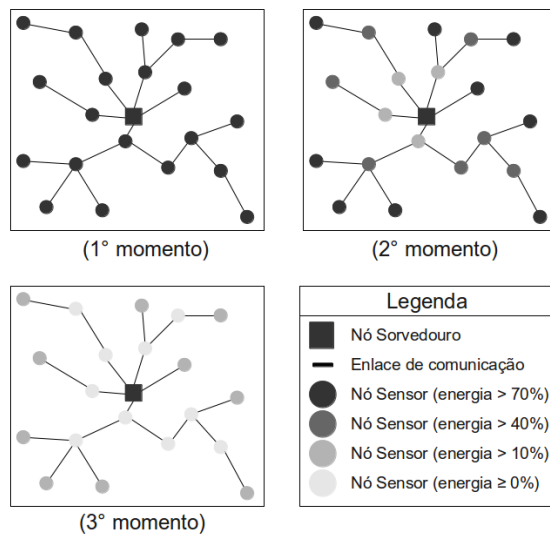 (1° momento)
(2° momento)
(3° momento)
Legenda
Nó Sorvedouro
Enlace de comunicação
Nó Sensor (energia > 70%)
Nó Sensor (energia > 40%)
Nó Sensor (energia > 10%)
Nó Sensor (energia ≥ 0%)